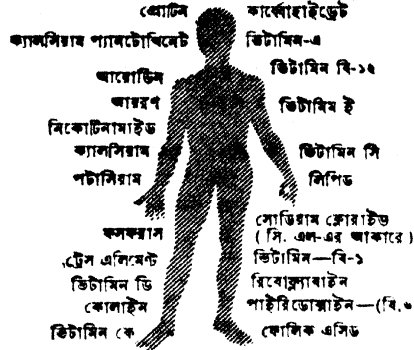 প্রোটিন
ক্যালসিয়াম প্যানটোথিনেট
আয়োডিন
আয়রণ
নিকোটিনামাইড
ক্যালসিয়াম
পটাসিয়াম
ফসফরাস
ট্রেস এলিমেন্ট
ভিটামিন ডি
কোলাইন
ভিটামিন কে
কার্ব্বোহাইড্রেট
ভিটামিন-এ
ভিটামিন বি-১২
ভিটামিন ই
ভিটামিন সি
লিপিড
সোডিয়াম ক্লোরাইড
( সি. এল-এর আকারে )
ভিটামিন—বি-১
রিবোফ্ল্যাবাইন
পাইরিডোক্সাইন—(বি.৬
ফোলিক এসিড